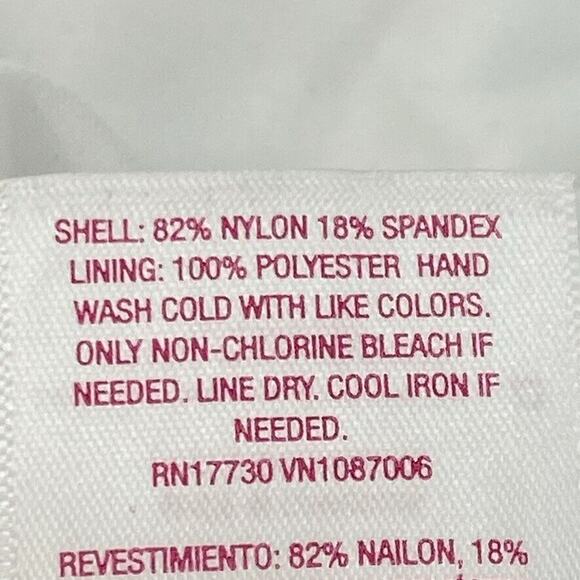 SHELL: 82% NYLON 18% SPANDEX
LINING: 100% POLYESTER HAND
WASH COLD WITH LIKE COLORS.
ONLY NON-CHLORINE BLEACH IF
NEEDED. LINE DRY. COOL IRON IF
NEEDED.
RN17730 VN1087006
REVESTIMIENTO: 82% NAILON, 18%